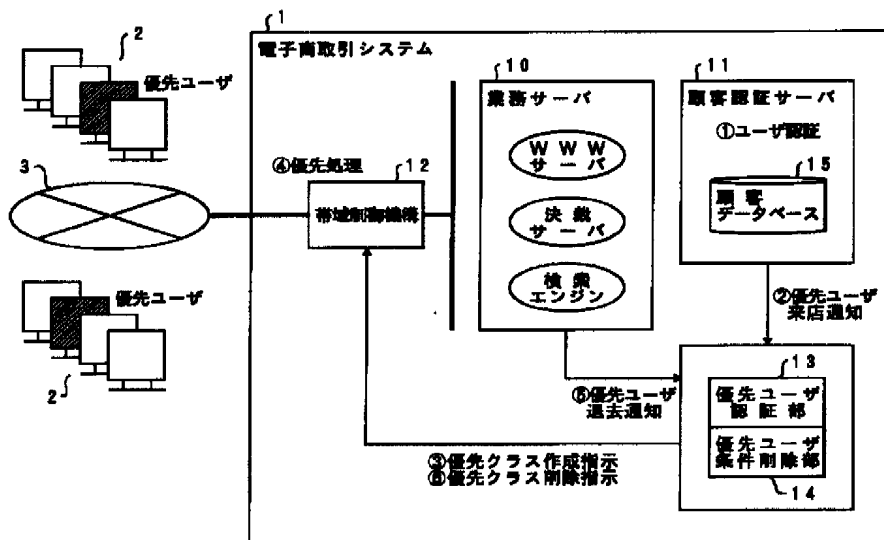 1
電子商取引システム
2
優先ユーザ
3
④優先処理
12
帯域制御機構
10
業務サーバ
WWW
サーバ
決裁
サーバ
検索
エンジン
11
顧客認証サーバ
①ユーザ認証
15
顧客
データベース
②優先ユーザ
来店通知
優先ユーザ
2
⑤優先ユーザ
退去通知
13
優先ユーザ
認証部
優先ユーザ
条件削除部
14
③優先クラス作成指示
⑥優先クラス削除指示